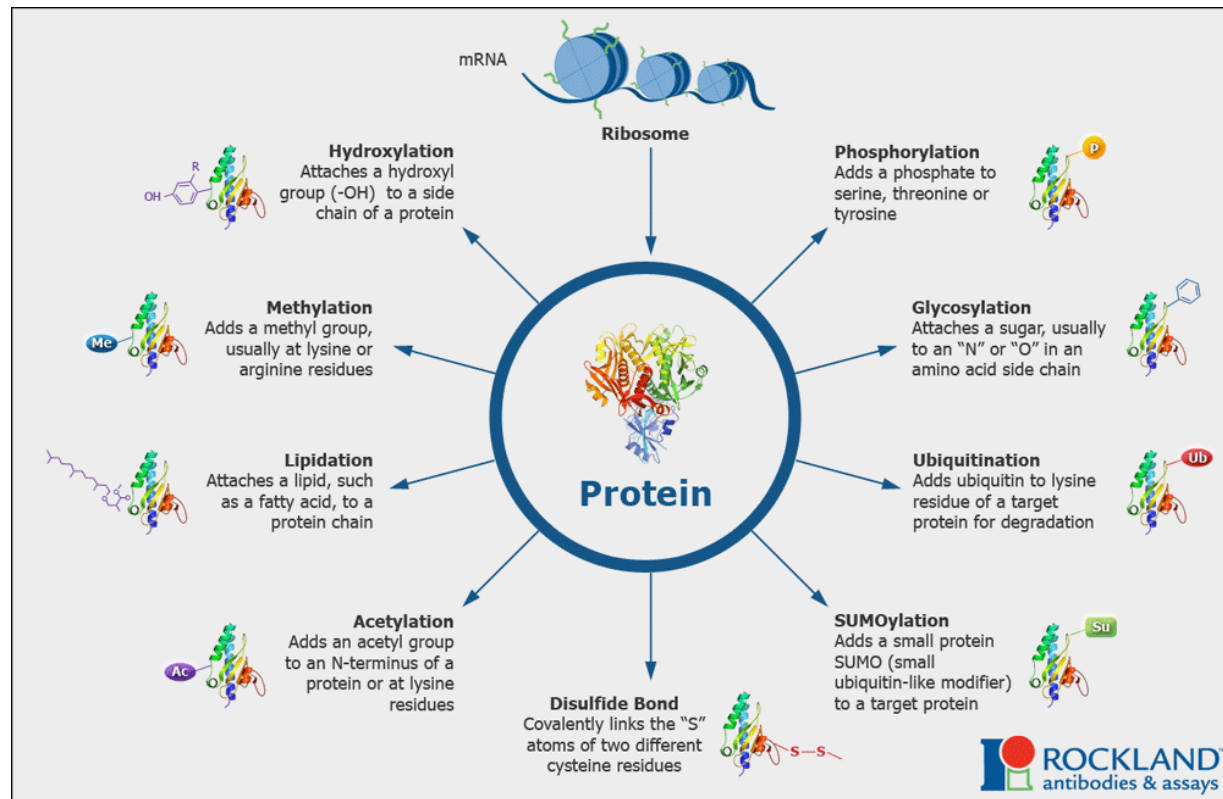 mRNA
Ribosome
Hydroxylation
Attaches a hydroxyl
group (-OH) to a side
chain of a protein
R
OH
Phosphorylation
Adds a phosphate to
serine, threonine or
tyrosine
P
Methylation
Adds a methyl group,
usually at lysine or
arginine residues
Me
Glycosylation
Attaches a sugar, usually
to an “N” or “O” in an
amino acid side chain
Lipidation
Attaches a lipid, such
as a fatty acid, to a
protein chain
Protein
Ubiquitination
Adds ubiquitin to lysine
residue of a target
protein for degradation
Ub
Acetylation
Adds an acetyl group
to an N-terminus of a
protein or at lysine
residues
Ac
Disulfide Bond
Covalently links the “S”
atoms of two different
cysteine residues
S—S
SUMOylation
Adds a small protein
SUMO (small
ubiquitin-like modifier)
to a target protein
Su
ROCKLAND™
antibodies & assays